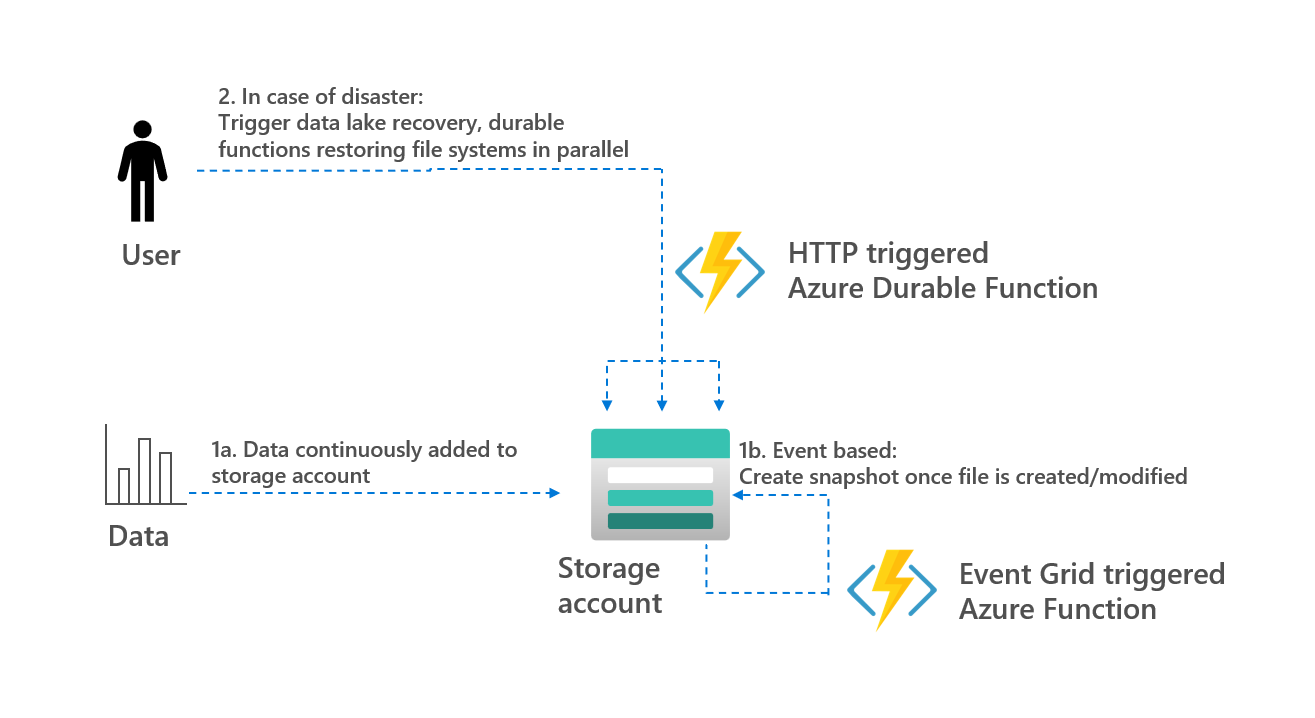 2. In case of disaster:
Trigger data lake recovery, durable
functions restoring file systems in parallel
User
HTTP triggered
Azure Durable Function
1a. Data continuously added to
storage account
Data
1b. Event based:
Create snapshot once file is created/modified
Storage
account
Event Grid triggered
Azure Function